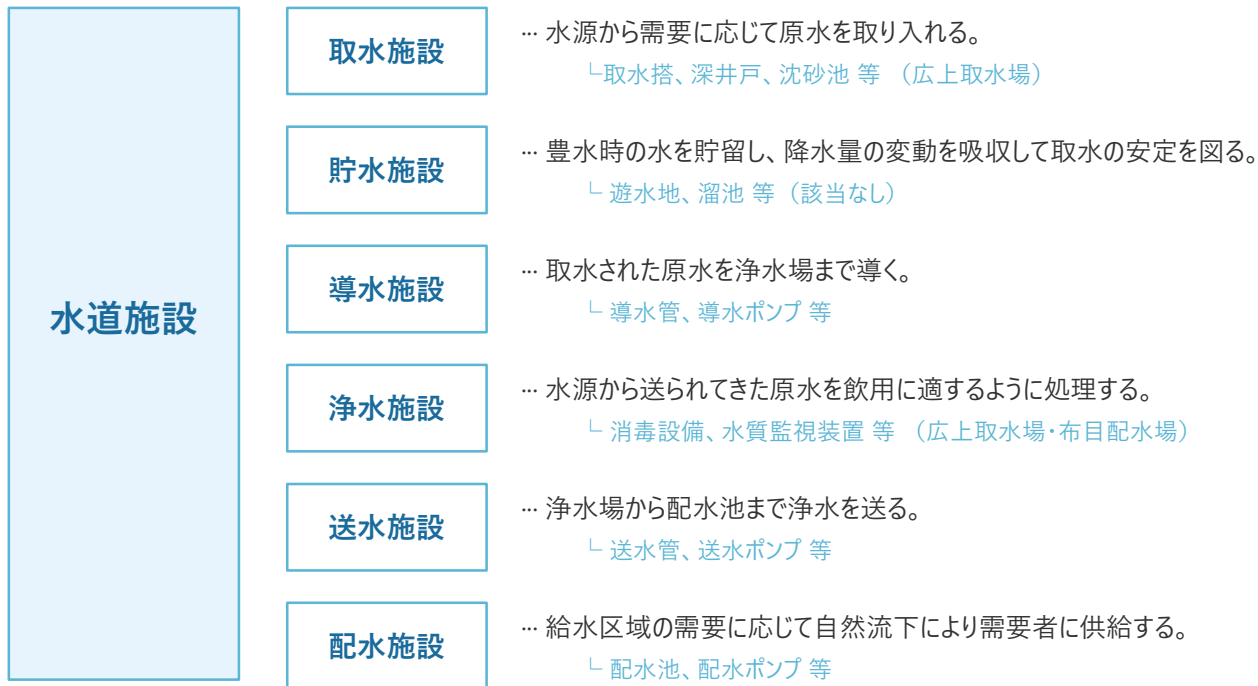 水道施設
取水施設
… 水源から需要に応じて原水を取り入れる。
└取水搭、深井戸、沈砂池 等 （広上取水場）
貯水施設
… 豊水時の水を貯留し、降水量の変動を吸収して取水の安定を図る。
└ 遊水地、溜池 等 （該当なし）
導水施設
… 取水された原水を浄水場まで導く。
└ 導水管、導水ポンプ 等
浄水施設
… 水源から送られてきた原水を飲用に適するように処理する。
└ 消毒設備、水質監視装置 等 （広上取水場・布目配水場）
送水施設
… 浄水場から配水池まで浄水を送る。
└ 送水管、送水ポンプ 等
配水施設
… 給水区域の需要に応じて自然流下により需要者に供給する。
└ 配水池、配水ポンプ 等